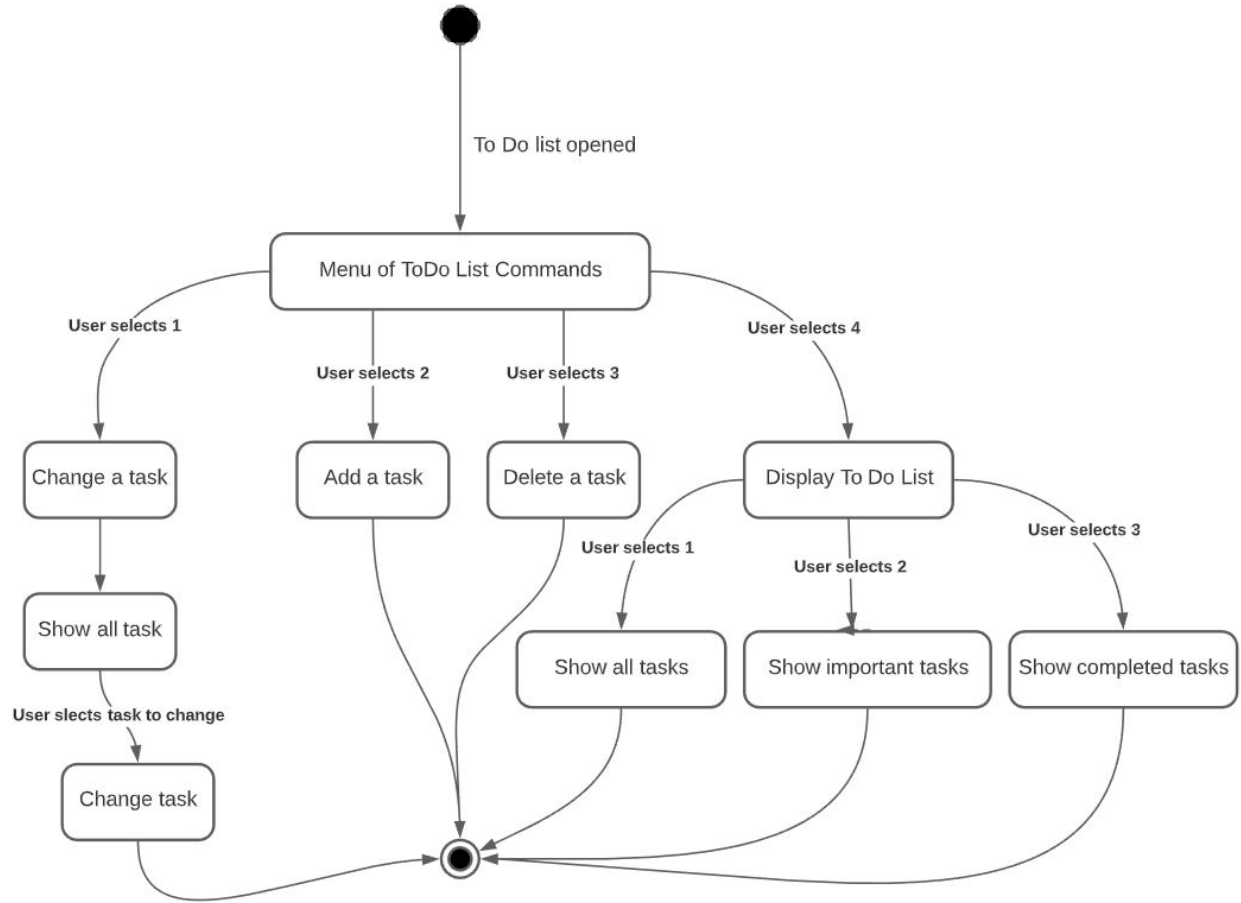 To Do list opened
Menu of ToDo List Commands
User selects 1
User selects 2
User selects 3
User selects 4
Change a task
Add a task
Delete a task
Display To Do List
User selects 1
User selects 2
User selects 3
Show all task
Show all tasks
Show important tasks
Show completed tasks
User slects task to change
Change task